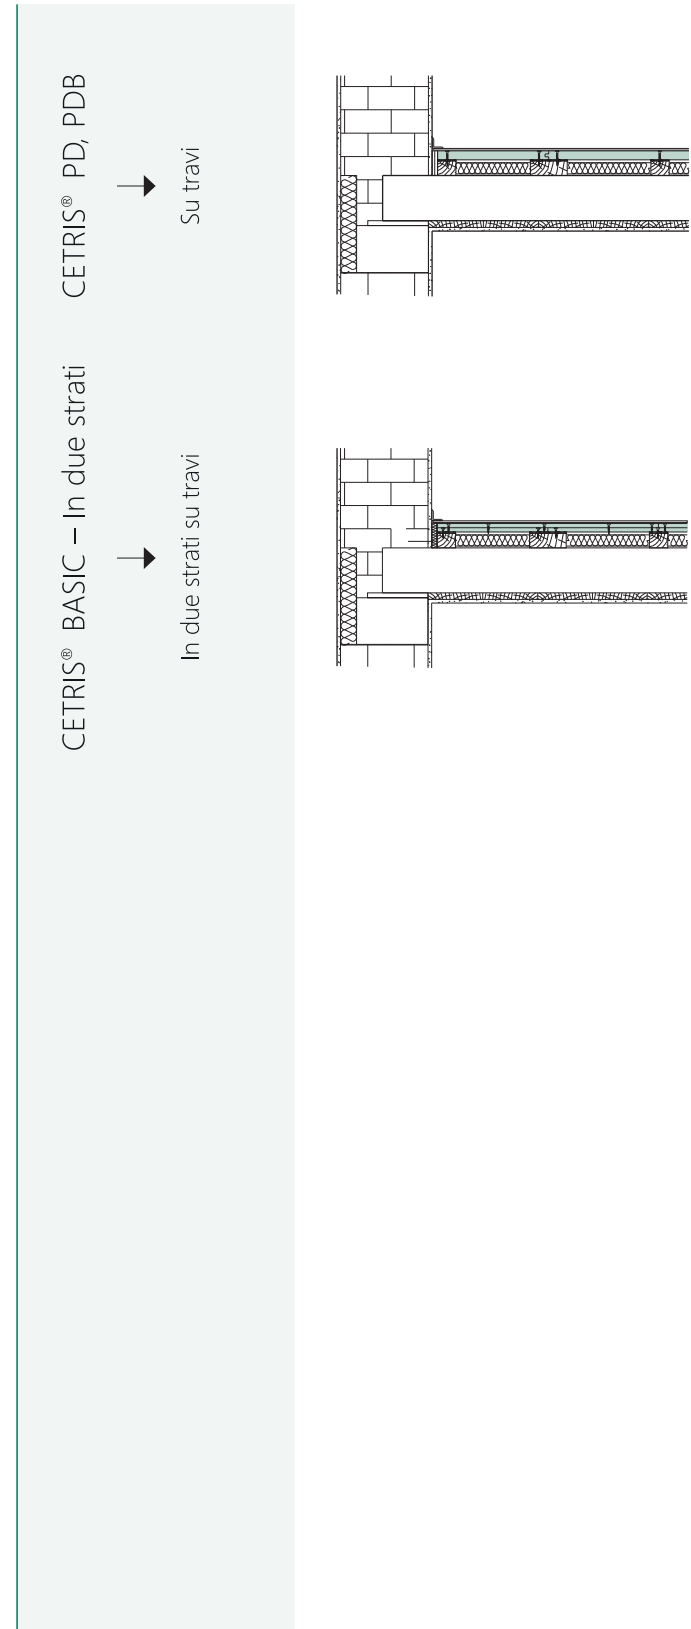 CETRIS® PD, PDB
Su travi
CETRIS® BASIC – In due strati
In due strati su travi